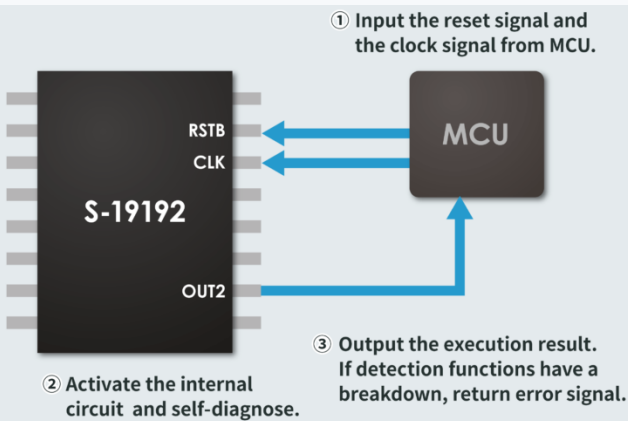 ① Input the reset signal and
the clock signal from MCU.
RSTB
CLK
MCU
S-19192
OUT2
③ Output the execution result.
If detection functions have a
breakdown, return error signal.
② Activate the internal
circuit and self-diagnose.